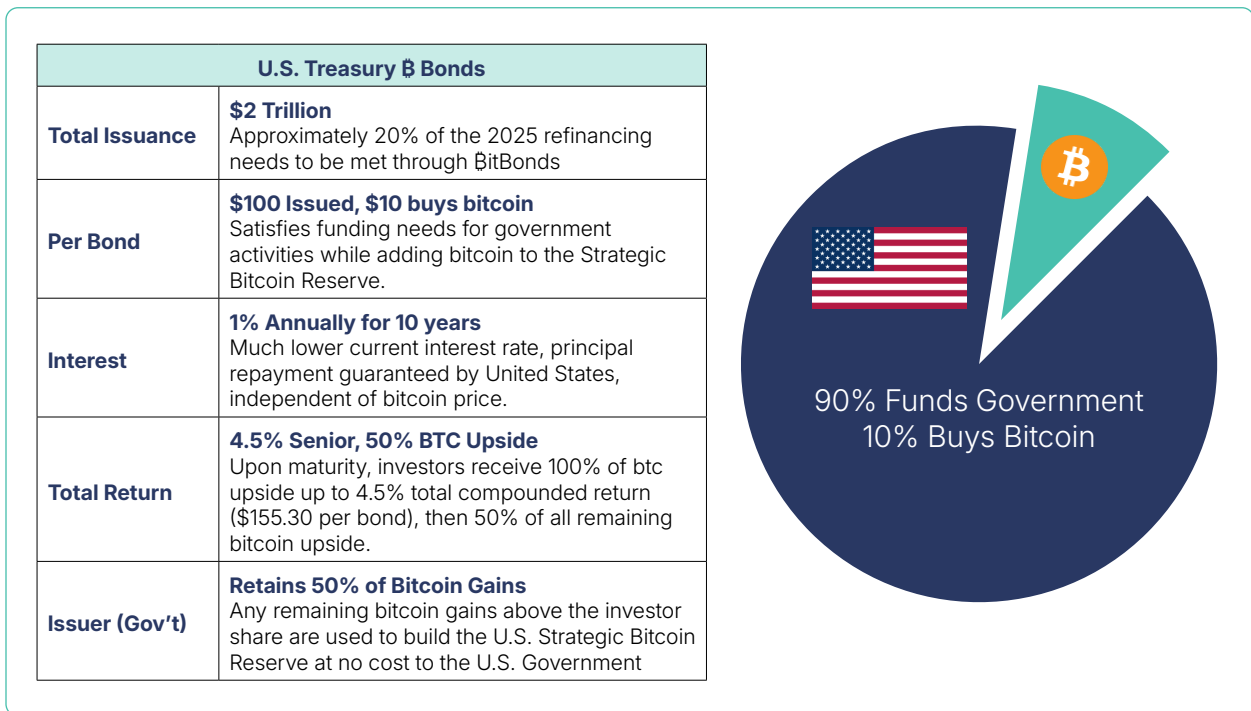 U.S. Treasury ₿ Bonds
Total Issuance
$2 Trillion
Approximately 20% of the 2025 refinancing
needs to be met through ₿itBonds
Per Bond
$100 Issued, $10 buys bitcoin
Satisfies funding needs for government
activities while adding bitcoin to the Strategic
Bitcoin Reserve.
Interest
1% Annually for 10 years
Much lower current interest rate, principal
repayment guaranteed by United States,
independent of bitcoin price.
Total Return
4.5% Senior, 50% BTC Upside
Upon maturity, investors receive 100% of btc
upside up to 4.5% total compounded return
($155.30 per bond), then 50% of all remaining
bitcoin upside.
Issuer (Gov’t)
Retains 50% of Bitcoin Gains
Any remaining bitcoin gains above the investor
share are used to build the U.S. Strategic Bitcoin
Reserve at no cost to the U.S. Government
₿
90% Funds Government
10% Buys Bitcoin